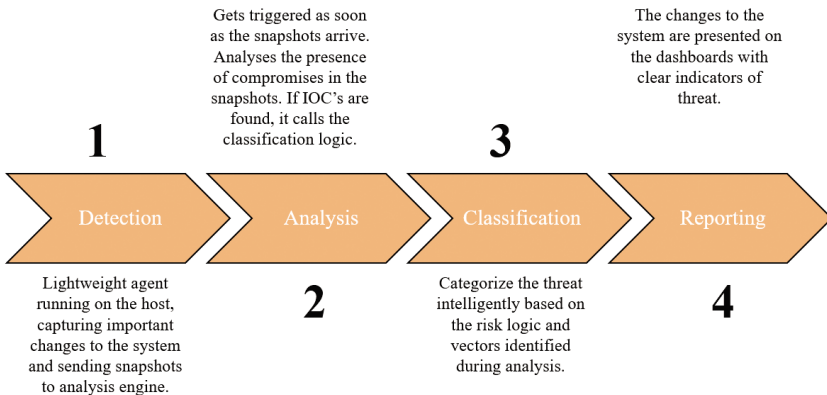 1
Detection
Lightweight agent
running on the host,
capturing important
changes to the system
and sending snapshots
to analysis engine.
Gets triggered as soon
as the snapshots arrive.
Analyses the presence
of compromises in the
snapshots. If IOC's are
found, it calls the
classification logic.
Analysis
2
3
Classification
Categorize the threat
intelligently based on
the risk logic and
vectors identified
during analysis.
The changes to the
system are presented on
the dashboards with
clear indicators of
threat.
Reporting
4